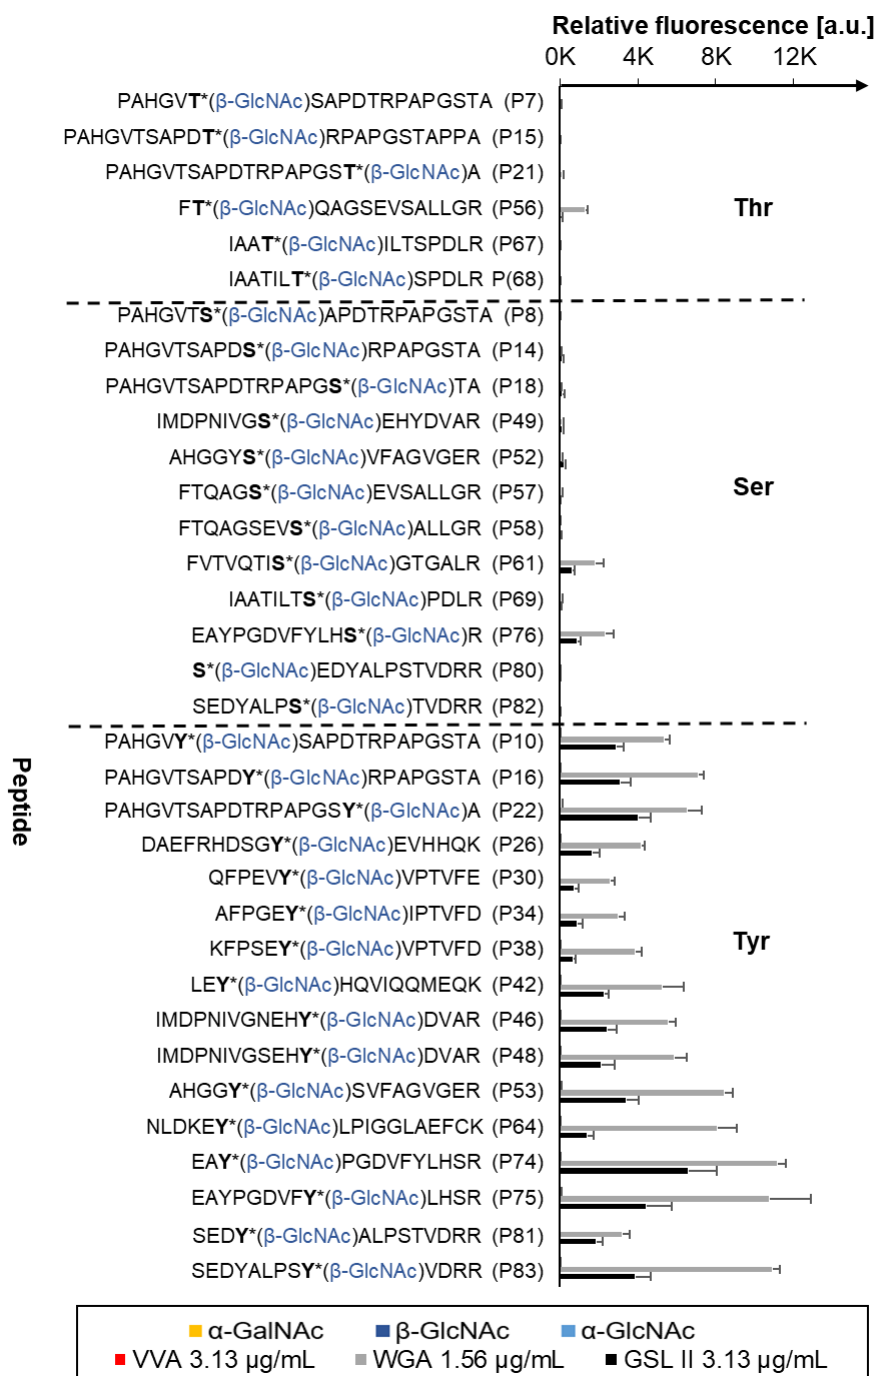 Relative fluorescence [a.u.]
0K 4K 8K 12K
PAHGVT*(β-GlcNAc)SAPDTRPAPGSTA (P7)
PAHGVTSAPDT*(β-GlcNAc)RPAPGSTAPPA (P15)
PAHGVTSAPDTRPAPGST*(β-GlcNAc)A (P21)
FT*(β-GlcNAc)QAGSEVSALLGR (P56)
Thr
IAAT*(β-GlcNAc)ILTSPDLR (P67)
IAATILT*(β-GlcNAc)SPDLR P(68)
PAHGVTS*(β-GlcNAc)APDTRPAPGSTA (P8)
PAHGVTSAPDS*(β-GlcNAc)RPAPGSTA (P14)
PAHGVTSAPDTRPAPGS*(β-GlcNAc)TA (P18)
IMDPNIVGS*(β-GlcNAc)EHYDVAR (P49)
AHGGYS*(β-GlcNAc)VFAGVGER (P52)
Ser
FTQAGS*(β-GlcNAc)EVSALLGR (P57)
FTQAGSEVS*(β-GlcNAc)ALLGR (P58)
FVTVQTIS*(β-GlcNAc)GTGALR (P61)
IAATILTS*(β-GlcNAc)PDLR (P69)
EAYPGDVFYLHS*(β-GlcNAc)R (P76)
S*(β-GlcNAc)EDYALPSTVDRR (P80)
SEDYALPS*(β-GlcNAc)TVDRR (P82)
PAHGVY*(β-GlcNAc)SAPDTRPAPGSTA (P10)
PAHGVTSAPDY*(β-GlcNAc)RPAPGSTA (P16)
Peptide
PAHGVTSAPDTRPAPGSY*(β-GlcNAc)A (P22)
DAEFRHDSGY*(β-GlcNAc)EVHHQK (P26)
QFPEVY*(β-GlcNAc)VPTVFE (P30)
AFPGEY*(β-GlcNAc)IPTVFD (P34)
Tyr
KFPSEY*(β-GlcNAc)VPTVFD (P38)
LEY*(β-GlcNAc)HQVIQQMEQK (P42)
IMDPNIVGNEHY*(β-GlcNAc)DVAR (P46)
IMDPNIVGSEHY*(β-GlcNAc)DVAR (P48)
AHGGY*(β-GlcNAc)SVFAGVGER (P53)
NLDKEY*(β-GlcNAc)LPIGGLAEFCK (P64)
EAY*(β-GlcNAc)PGDVFYLHSR (P74)
EAYPGDVFY*(β-GlcNAc)LHSR (P75)
SEDY*(β-GlcNAc)ALPSTVDRR (P81)
SEDYALPSY*(β-GlcNAc)VDRR (P83)
α-GalNAc β-GlcNAc α-GlcNAc
VVA 3.13 µg/mL WGA 1.56 µg/mL GSL II 3.13 µg/mL